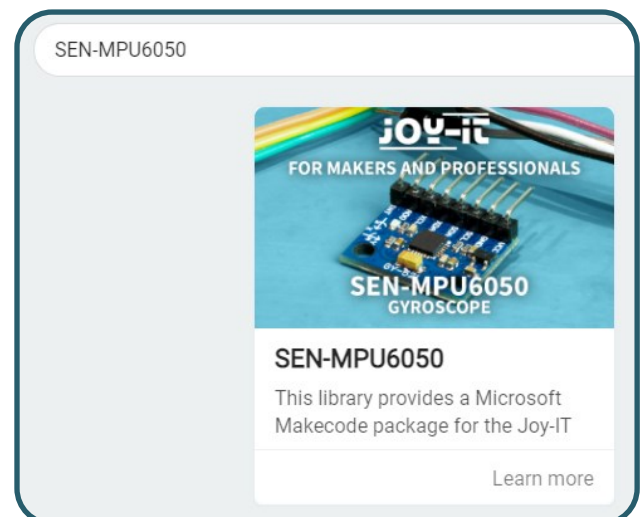 SEN-MPU6050
JOY-IT
FOR MAKERS AND PROFESSIONALS
SEN-MPU6050
GYROSCOPE
SEN-MPU6050
This library provides a Microsoft
Makecode package for the Joy-IT
Learn more